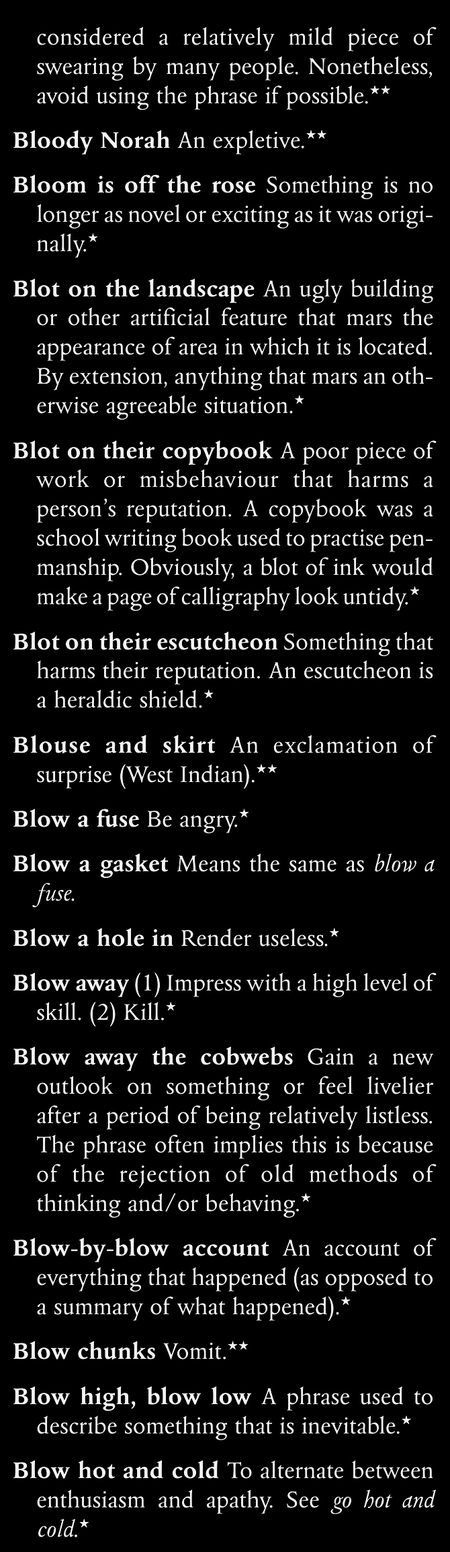 considered a relatively mild piece of
swearing by many people. Nonetheless,
avoid using the phrase if possible.★★
Bloody Norah An expletive.★★
Bloom is off the rose Something is no
longer as novel or exciting as it was origi-
nally.★
Blot on the landscape An ugly building
or other artificial feature that mars the
appearance of area in which it is located.
By extension, anything that mars an oth-
erwise agreeable situation.★
Blot on their copybook A poor piece of
work or misbehaviour that harms a
person’s reputation. A copybook was a
school writing book used to practise pen-
manship. Obviously, a blot of ink would
make a page of calligraphy look untidy.★
Blot on their escutcheon Something that
harms their reputation. An escutcheon is
a heraldic shield.★
Blouse and skirt An exclamation of
surprise (West Indian).★★
Blow a fuse Be angry.★
Blow a gasket Means the same as blow a
fuse.
Blow a hole in Render useless.★
Blow away (1) Impress with a high level of
skill. (2) Kill.★
Blow away the cobwebs Gain a new
outlook on something or feel livelier
after a period of being relatively listless.
The phrase often implies this is because
of the rejection of old methods of
thinking and/or behaving.★
Blow-by-blow account An account of
everything that happened (as opposed to
a summary of what happened).★
Blow chunks Vomit.★★
Blow high, blow low A phrase used to
describe something that is inevitable.★
Blow hot and cold To alternate between
enthusiasm and apathy. See go hot and
cold.★